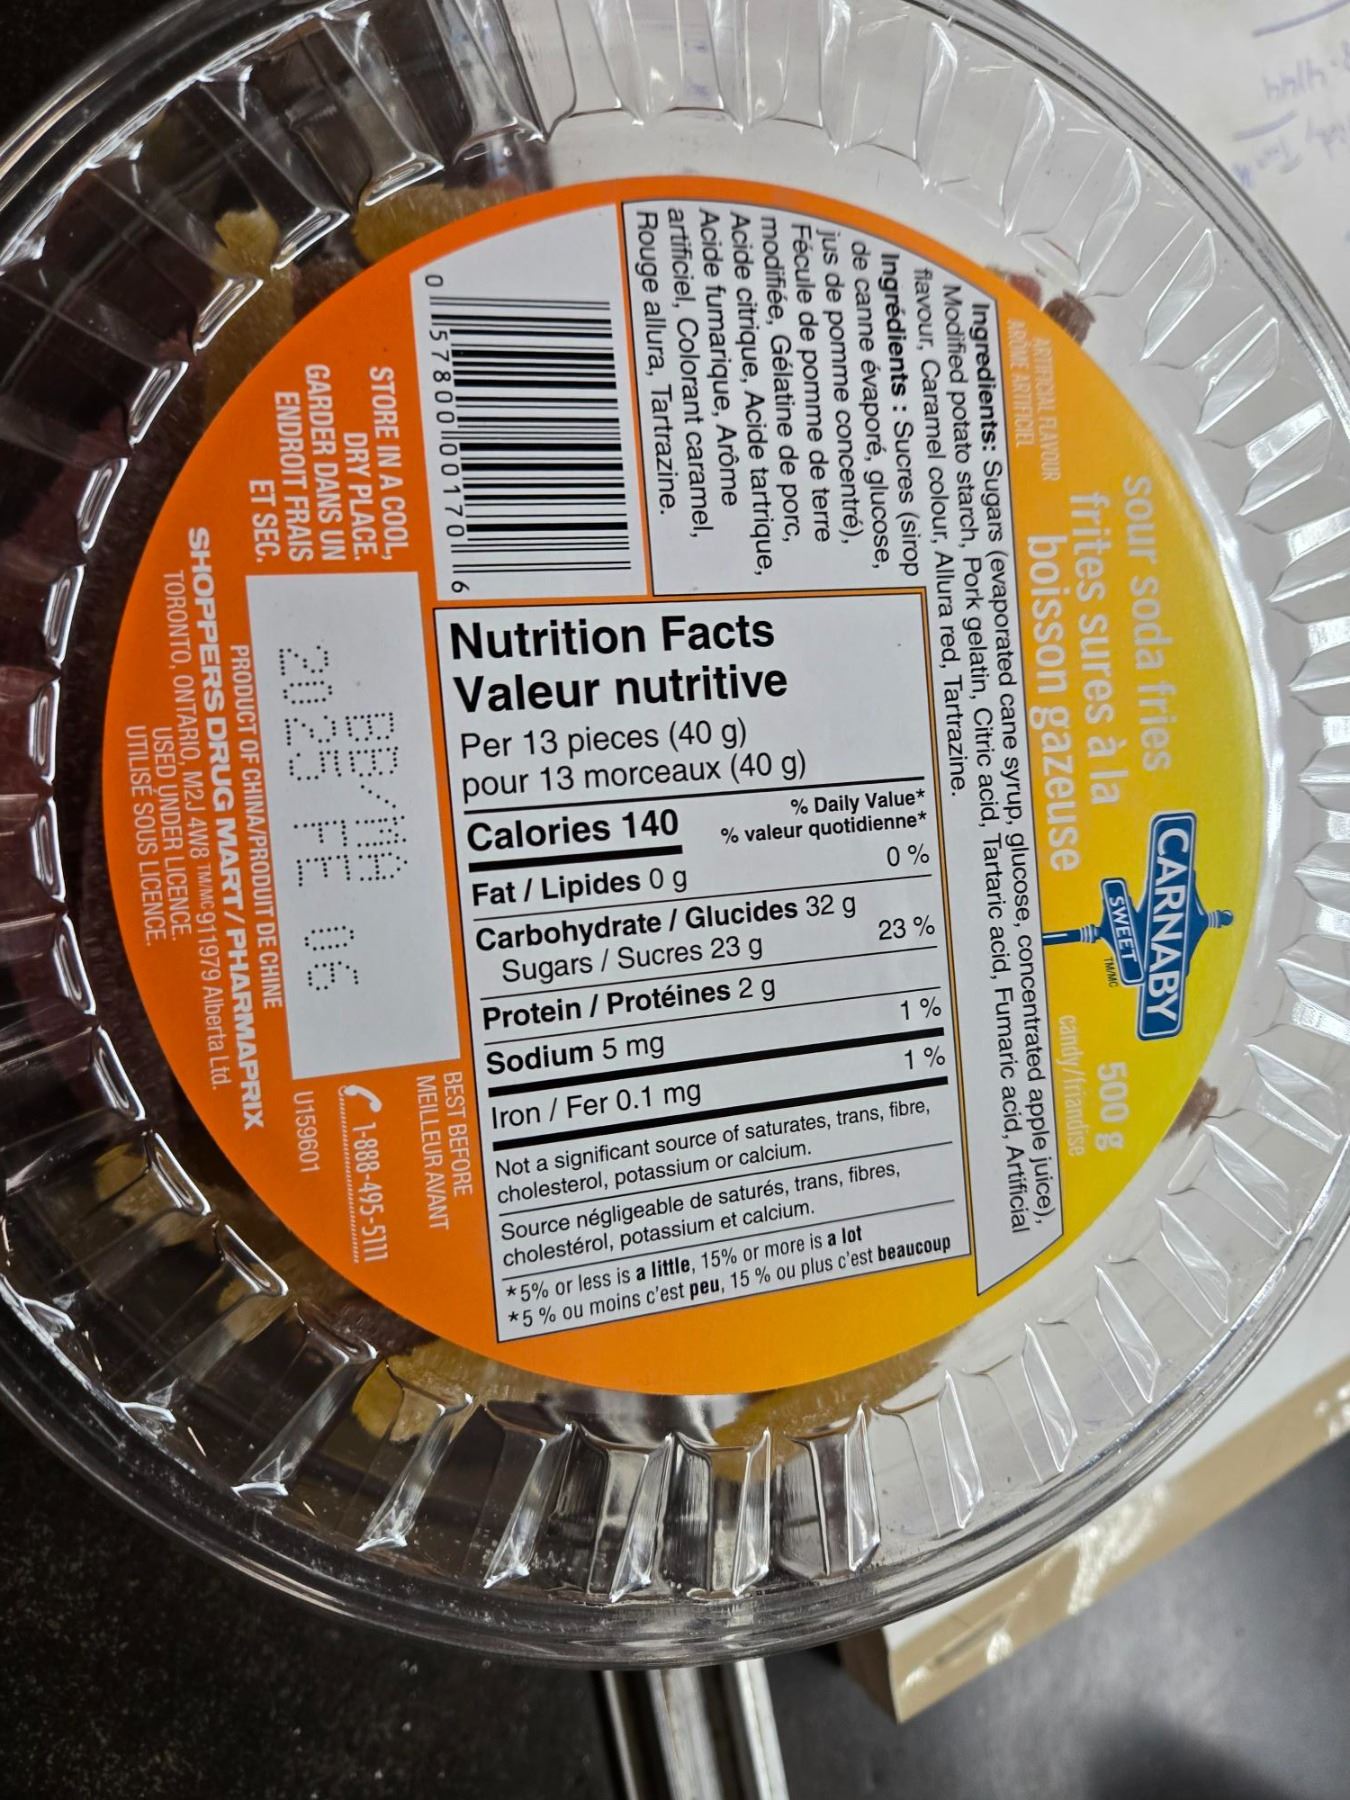 CARNABY
SWEET
TM/MC
sour soda fries
frites sures à la
boisson gazeuse
ARTIFICIAL FLAVOUR
ARÔME ARTIFICIEL
500 g
candy/friandise
Ingredients: Sugars (evaporated cane syrup, glucose, concentrated apple juice),
Modified potato starch, Pork gelatin, Citric acid, Tartaric acid, Fumaric acid, Artificial
flavour, Caramel colour, Allura red, Tartrazine.
Ingrédients : Sucres (sirop
de canne évaporé, glucose,
jus de pomme concentré),
Fécule de pomme de terre
modifiée, Gélatine de porc,
Acide citrique, Acide tartrique,
Acide fumarique, Arôme
artificiel, Colorant caramel,
Rouge allura, Tartrazine.
0 57800 00170 6
Nutrition Facts
Valeur nutritive
Per 13 pieces (40 g)
pour 13 morceaux (40 g)
Calories 140
% Daily Value*
% valeur quotidienne*
Fat / Lipides 0 g 0 %
Carbohydrate / Glucides 32 g
Sugars / Sucres 23 g 23 %
Protein / Protéines 2 g
Sodium 5 mg 1 %
Iron / Fer 0.1 mg 1 %
Not a significant source of saturates, trans, fibre,
cholesterol, potassium or calcium.
Source négligeable de saturés, trans, fibres,
cholestérol, potassium et calcium.
*5% or less is a little, 15% or more is a lot
*5 % ou moins c'est peu, 15 % ou plus c'est beaucoup
STORE IN A COOL,
DRY PLACE.
GARDER DANS UN
ENDROIT FRAIS
ET SEC.
BB/MA
2025 FE 06
BEST BEFORE
MEILLEUR AVANT
1-888-495-5111
U159601
PRODUCT OF CHINA/PRODUIT DE CHINE
SHOPPERS DRUG MART/PHARMAPRIX
TORONTO, ONTARIO, M2J 4W8 TM/MC 911979 Alberta Ltd.
USED UNDER LICENCE.
UTILISÉ SOUS LICENCE.